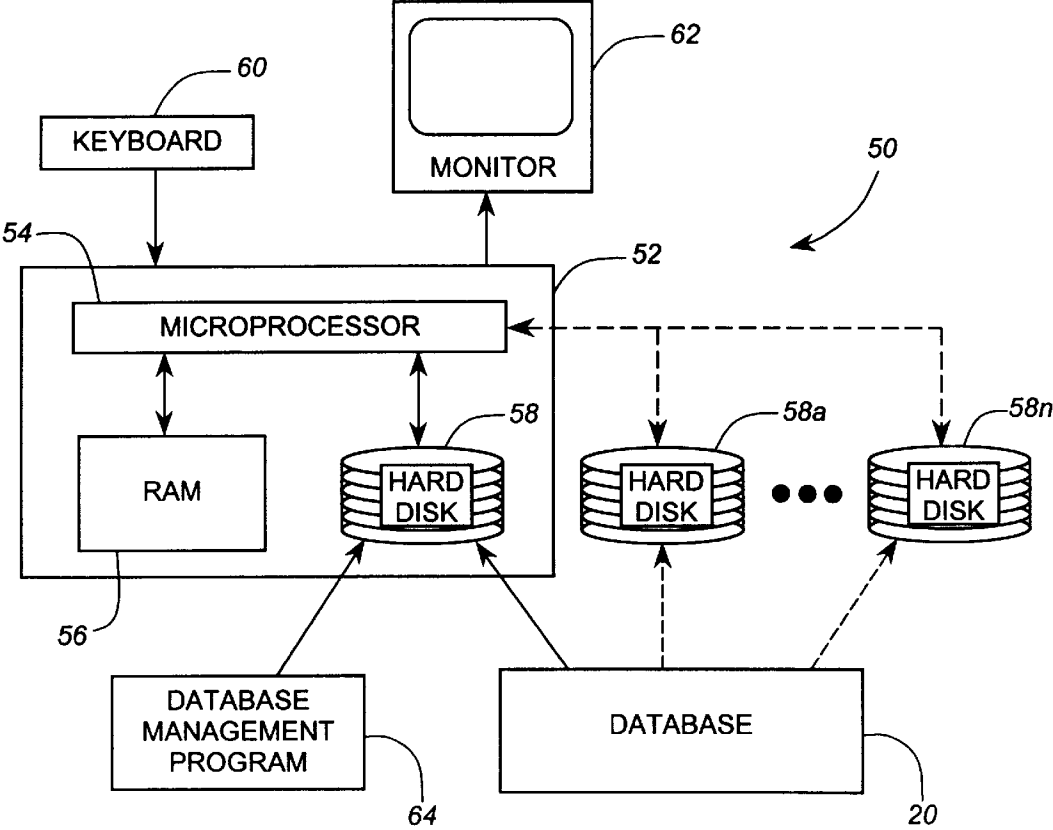 62
60
KEYBOARD
MONITOR
50
54
52
MICROPROCESSOR
58
58a
58n
RAM
HARD
DISK
HARD
DISK
HARD
DISK
56
DATABASE
MANAGEMENT
PROGRAM
DATABASE
64
20